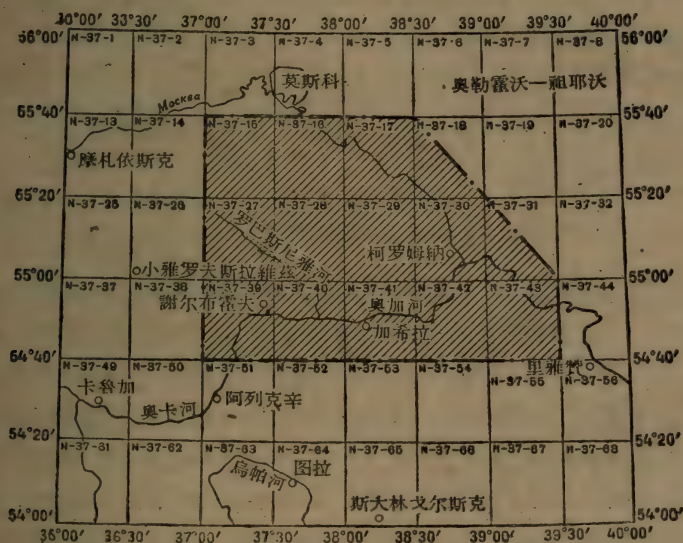 30°00' 36°30' 37°00' 37°30' 38°00' 38°30' 39°00' 39°30' 40°00'
56°00' N-37-1 N-37-2 N-37-3 N-37-4 N-37-5 N-37-6 N-37-7 N-37-8 56°00'
莫斯科 奥勒霍沃—祖耶沃
Москва
55°40' N-37-13 N-37-14 N-37-15 N-37-16 N-37-17 N-37-18 N-37-19 N-37-20 55°40'
摩札依斯克
55°20' N-37-25 N-37-26 N-37-27 N-37-28 N-37-29 N-37-30 N-37-31 N-37-32 55°20'
罗巴斯尼雅河
柯罗姆纳
小雅罗夫斯拉維兹
55°00' N-37-37 N-37-38 N-37-39 N-37-40 N-37-41 N-37-42 N-37-43 N-37-44 55°00'
謝尔布霍夫 奥加河
加希拉
54°40' N-37-49 N-37-50 N-37-51 N-37-52 N-37-53 N-37-54 54°40'
里雅赞
N-37-55 N-37-56
卡魯加 阿列克辛
奥卡河
54°20' N-37-61 N-37-62 N-37-63 N-37-64 N-37-65 N-37-66 N-37-67 N-37-68 54°20'
烏帕河 图拉
斯大林戈尔斯克
54°00' 54°00'
36°00' 36°30' 37°00' 37°30' 38°00' 38°30' 39°00' 39°30' 40°00'